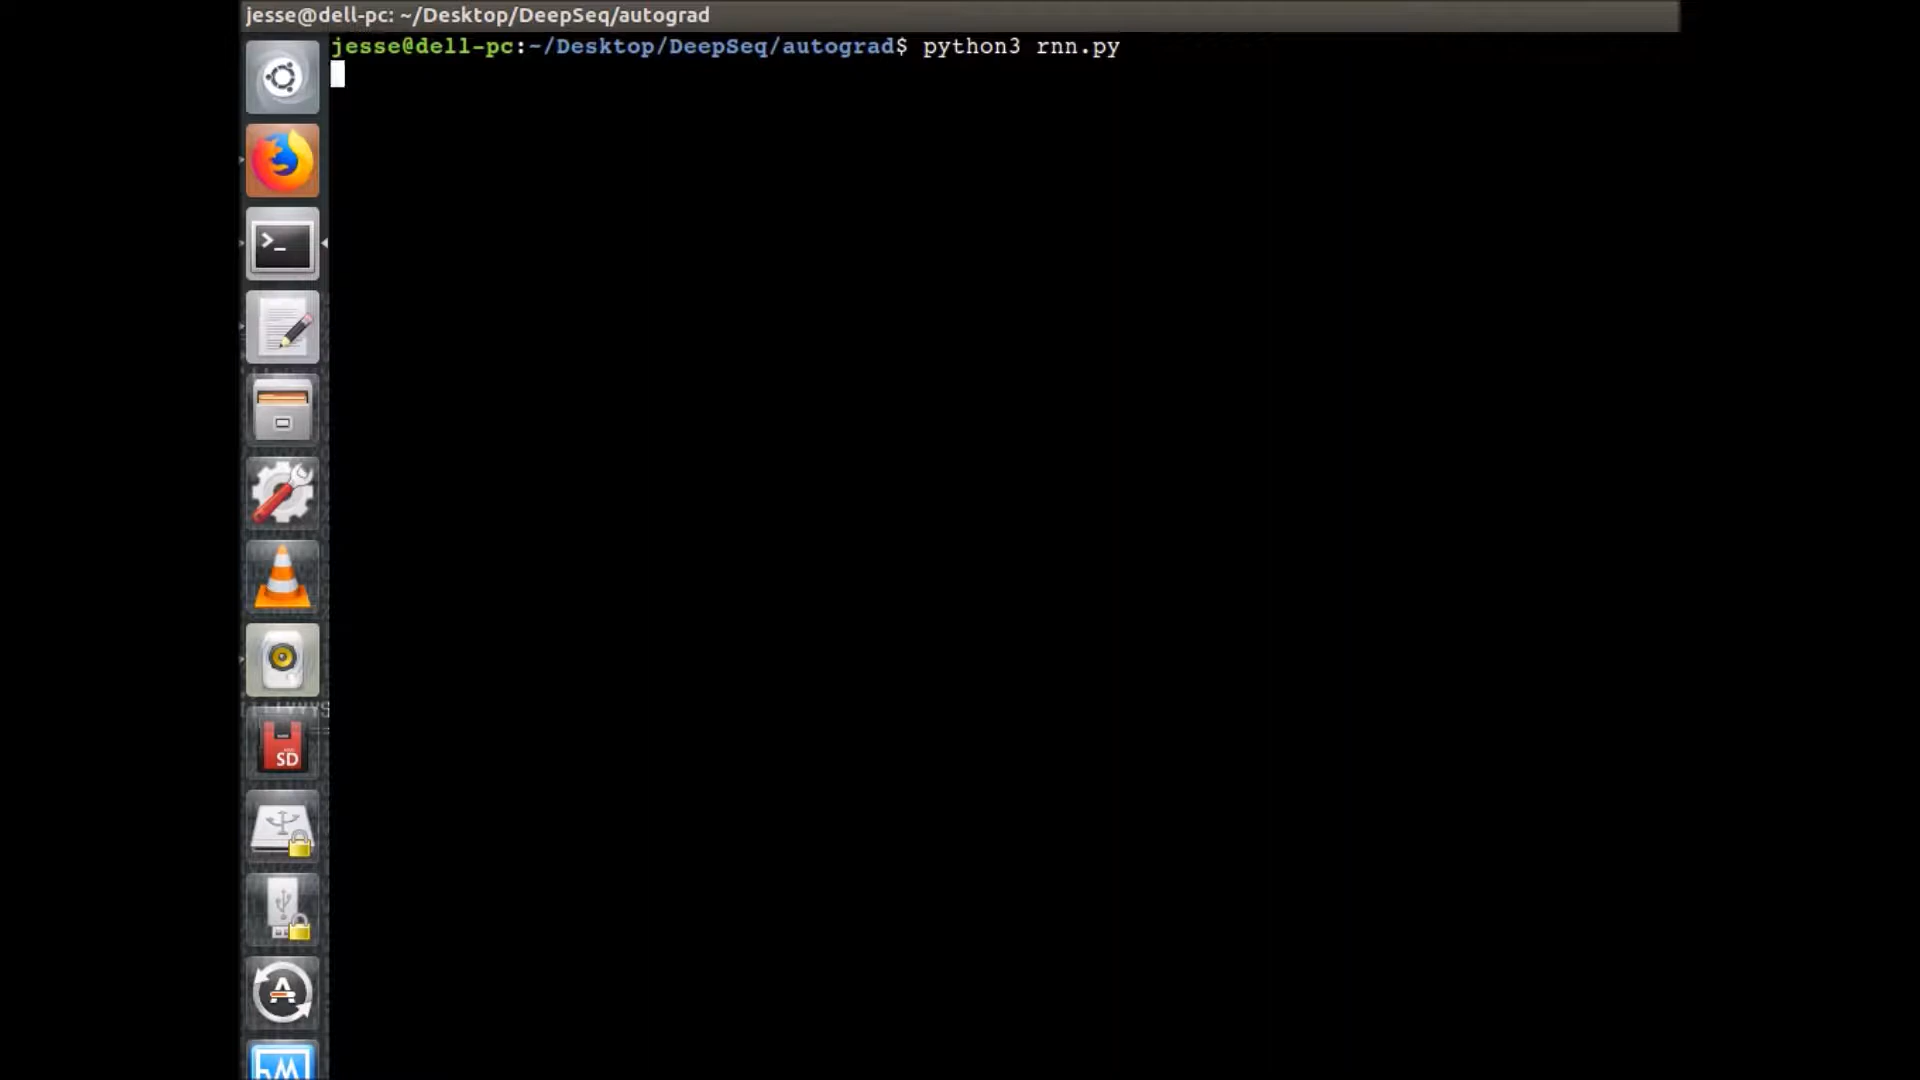 jesse@dell-pc: ~/Desktop/DeepSeq/autograd
jesse@dell-pc:~/Desktop/DeepSeq/autograd$ python3 rnn.py
>_
SD
A